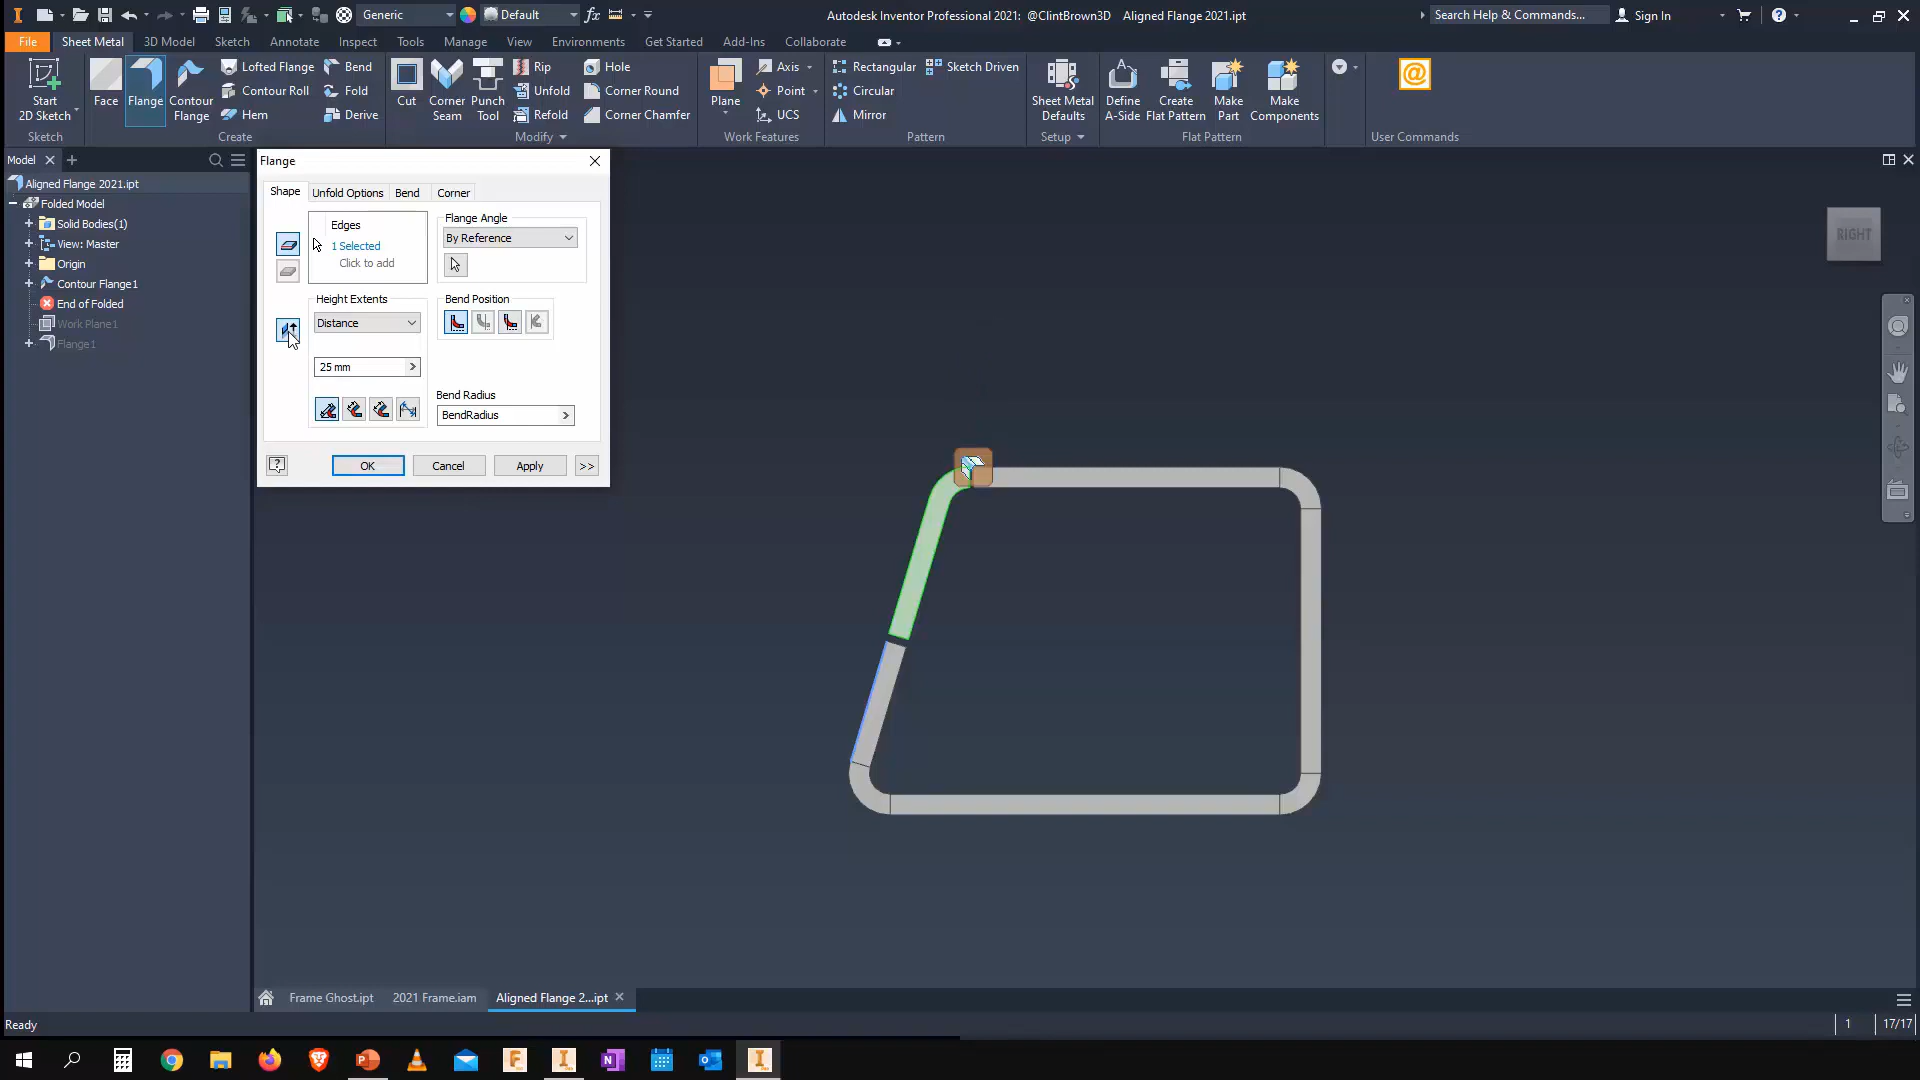 Generic
Default
Autodesk Inventor Professional 2021: @ClintBrown3D Aligned Flange 2021.ipt
Search Help & Commands...
Sign In
File
Sheet Metal
3D Model
Sketch
Annotate
Inspect
Tools
Manage
View
Environments
Get Started
Add-Ins
Collaborate
Start
2D Sketch
Sketch
Face
Flange
Contour
Flange
Lofted Flange
Contour Roll
Hem
Bend
Fold
Derive
Create
Cut
Corner
Seam
Punch
Tool
Rip
Unfold
Refold
Hole
Corner Round
Corner Chamfer
Modify
Plane
Axis
Point
UCS
Work Features
Rectangular
Circular
Mirror
Sketch Driven
Pattern
Sheet Metal
Defaults
Setup
Define
A-Side
Create
Flat Pattern
Make
Part
Make
Components
Flat Pattern
@
User Commands
Model
Aligned Flange 2021.ipt
Folded Model
Solid Bodies(1)
View: Master
Origin
Contour Flange1
End of Folded
Work Plane1
Flange1
Flange
Shape
Unfold Options
Bend
Corner
Edges
1 Selected
Click to add
Flange Angle
By Reference
Height Extents
Distance
25 mm
Bend Position
Bend Radius
BendRadius
OK
Cancel
Apply
>>
RIGHT
Frame Ghost.ipt
2021 Frame.iam
Aligned Flange 2...ipt
Ready
1
17/17